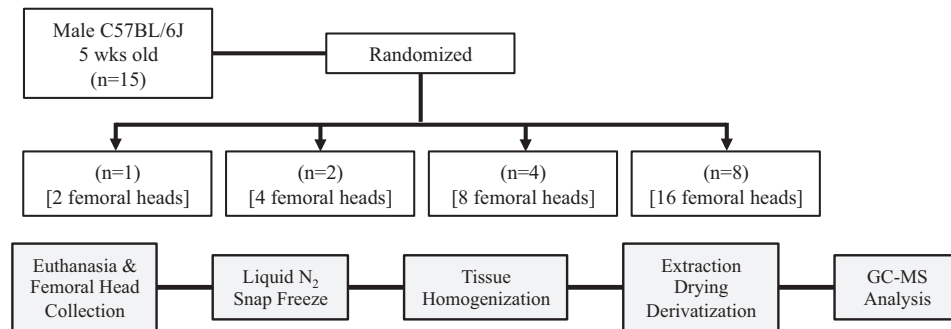 Male C57BL/6J
5 wks old
(n=15)
Randomized
(n=1)
[2 femoral heads]
(n=2)
[4 femoral heads]
(n=4)
[8 femoral heads]
(n=8)
[16 femoral heads]
Euthanasia &
Femoral Head
Collection
Liquid N₂
Snap Freeze
Tissue
Homogenization
Extraction
Drying
Derivatization
GC-MS
Analysis